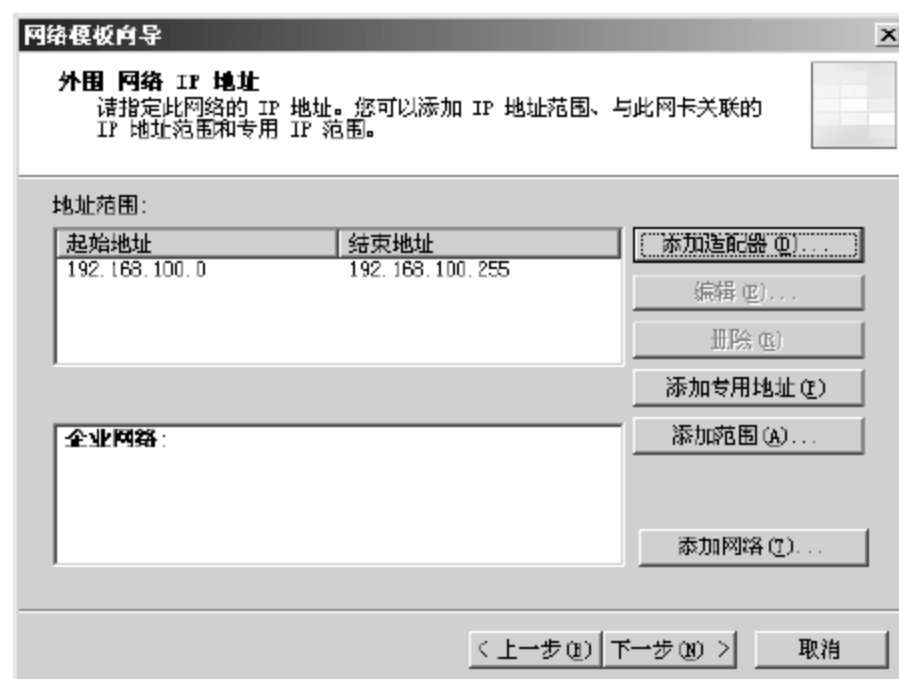 网络模板向导
外围 网络 IP 地址
请指定此网络的 IP 地址。您可以添加 IP 地址范围、与此网卡关联的
IP 地址范围和专用 IP 范围。
地址范围:
起始地址 结束地址
192.168.100.0 192.168.100.255
添加适配器(D)...
编辑(E)...
删除(R)
添加专用地址(P)
添加范围(A)...
企业网络:
添加网络(T)...
< 上一步(B) 下一步(N) > 取消